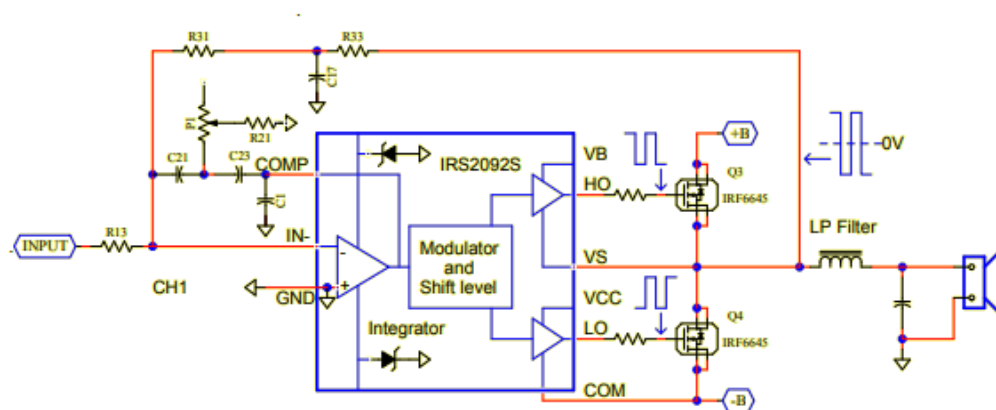 R31
R33
C17
P1
R21
C21
C23
COMP
C1
IRS2092S
VB
HO
+B
Q3
IRF6645
0V
LP Filter
INPUT
R13
IN-
-
+
CH1
GND
Modulator
and
Shift level
VS
VCC
LO
Q4
IRF6645
Integrator
COM
-B